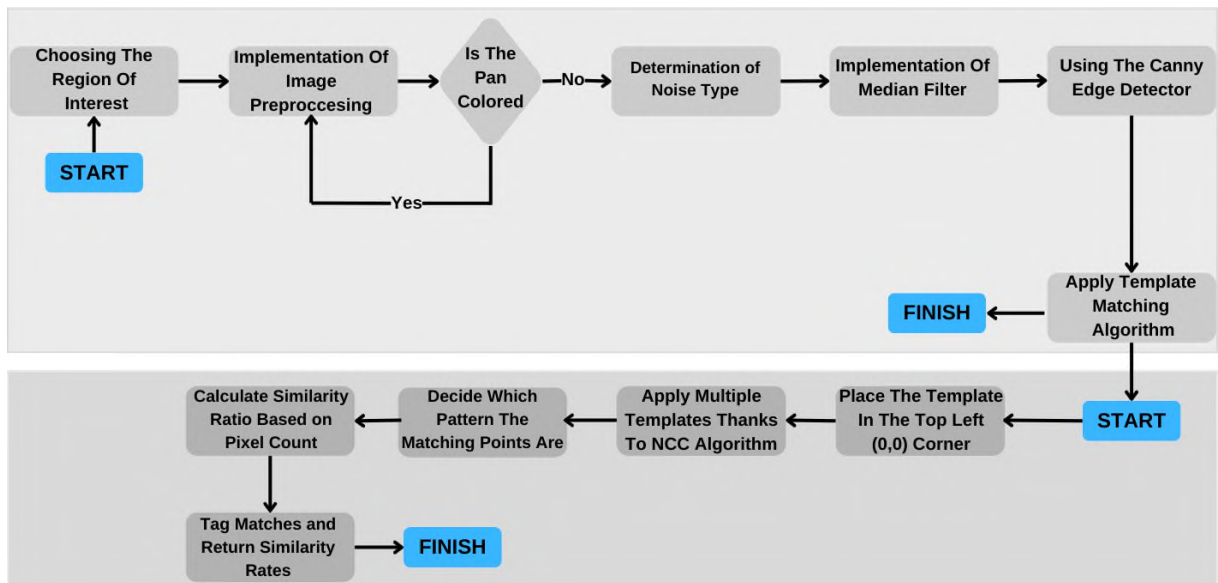 Choosing The
Region Of
Interest
Implementation Of
Image
Preproccesing
Is The
Pan
Colored
No
Determination of
Noise Type
Implementation Of
Median Filter
Using The Canny
Edge Detector
START
Yes
Apply Template
Matching
Algorithm
FINISH
START
Place The Template
In The Top Left
(0,0) Corner
Apply Multiple
Templates Thanks
To NCC Algorithm
Decide Which
Pattern The
Matching Points Are
Calculate Similarity
Ratio Based on
Pixel Count
Tag Matches and
Return Similarity
Rates
FINISH